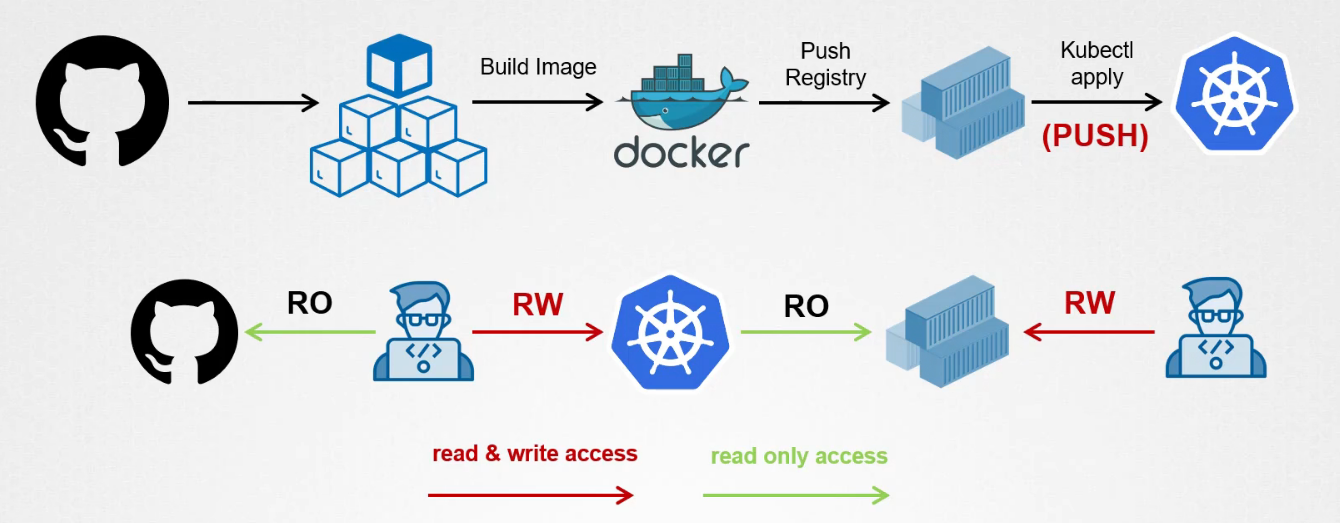 Build Image
Push
Registry
Kubectl
apply
(PUSH)
docker
RO
RW
RO
RW
read & write access
read only access